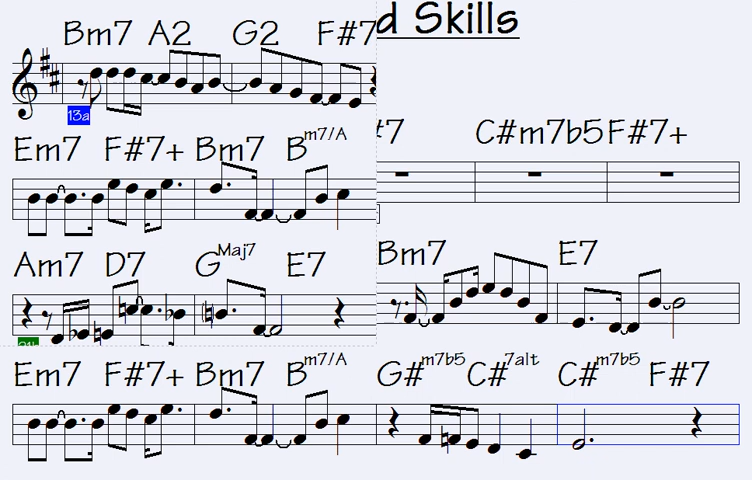 d Skills
Bm7 A2 G2 F#7
13a
#7 C#m7b5 F#7+
Em7 F#7+ Bm7 Bm7/A
Am7 D7 GMaj7 E7
Bm7 E7
Em7 F#7+ Bm7 Bm7/A G#m7b5 C#7alt C#m7b5 F#7